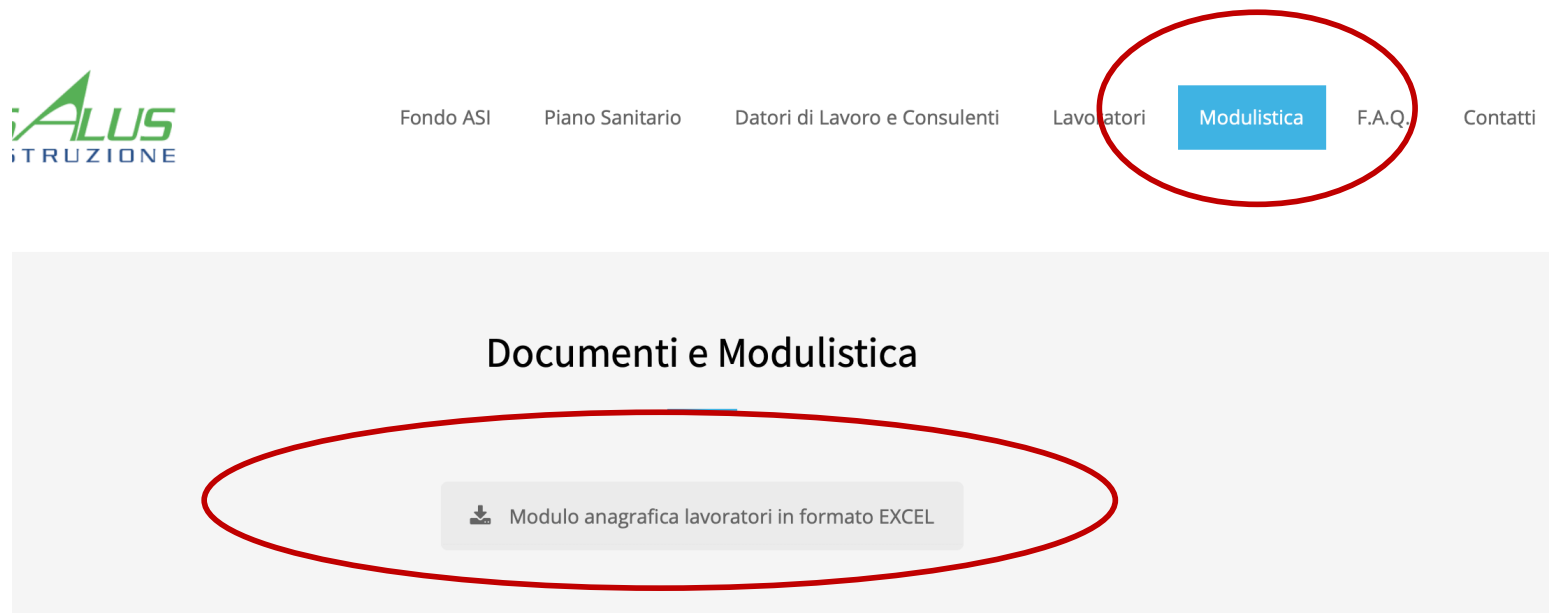 ALUS
STRUZIONE
Fondo ASI
Piano Sanitario
Datori di Lavoro e Consulenti
Lavoratori
Modulistica
F.A.Q.
Contatti
Documenti e Modulistica
Modulo anagrafica lavoratori in formato EXCEL